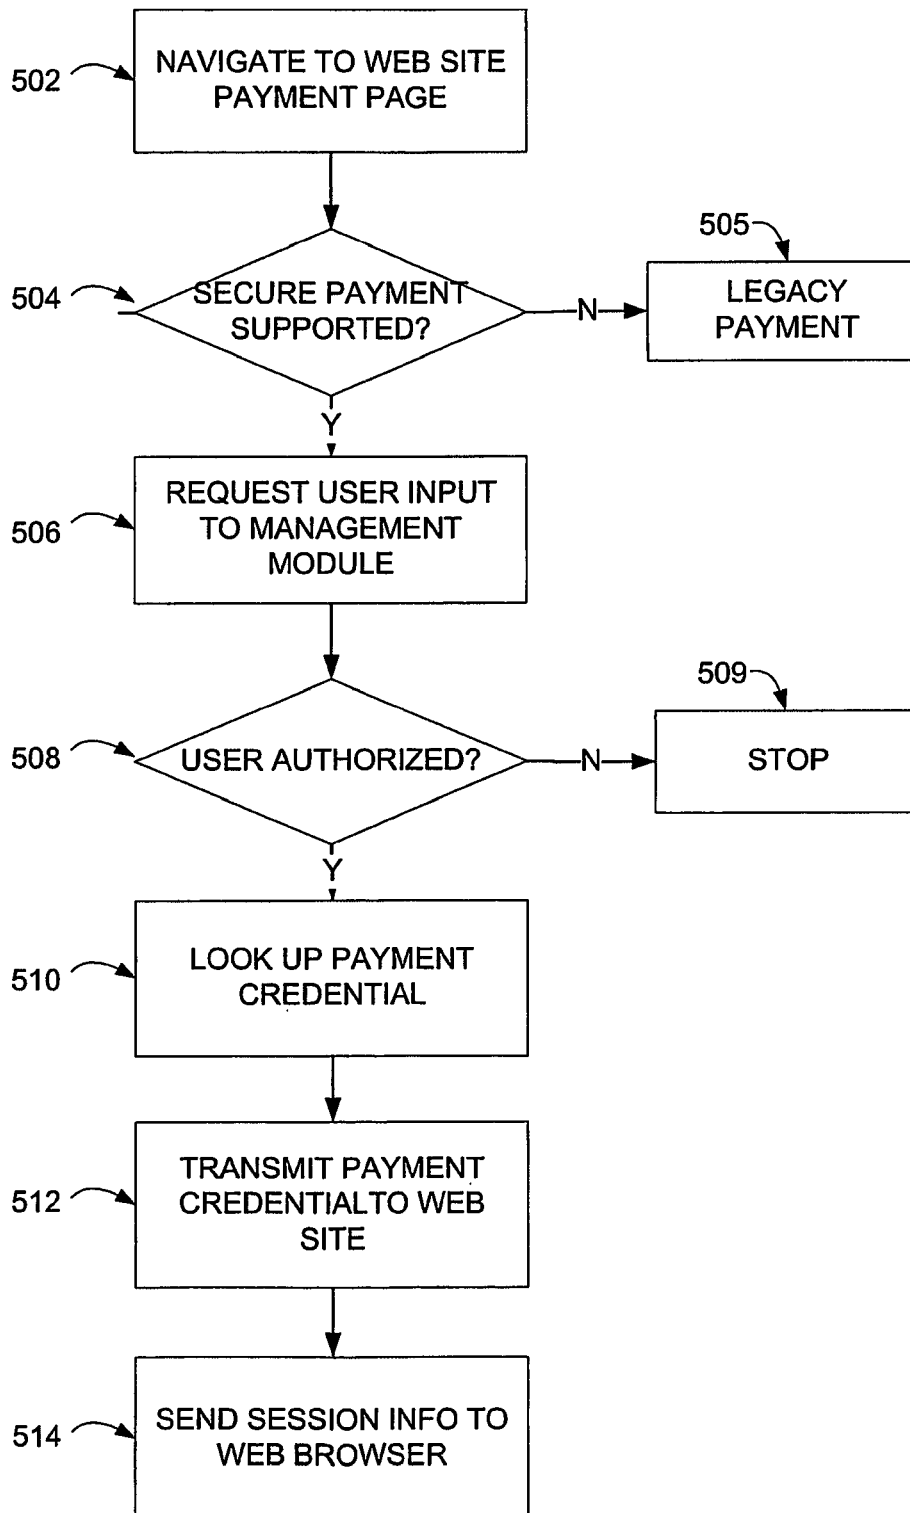 502
NAVIGATE TO WEB SITE
PAYMENT PAGE
504
SECURE PAYMENT
SUPPORTED?
N
505
LEGACY
PAYMENT
Y
506
REQUEST USER INPUT
TO MANAGEMENT
MODULE
508
USER AUTHORIZED?
N
509
STOP
Y
510
LOOK UP PAYMENT
CREDENTIAL
512
TRANSMIT PAYMENT
CREDENTIALTO WEB
SITE
514
SEND SESSION INFO TO
WEB BROWSER